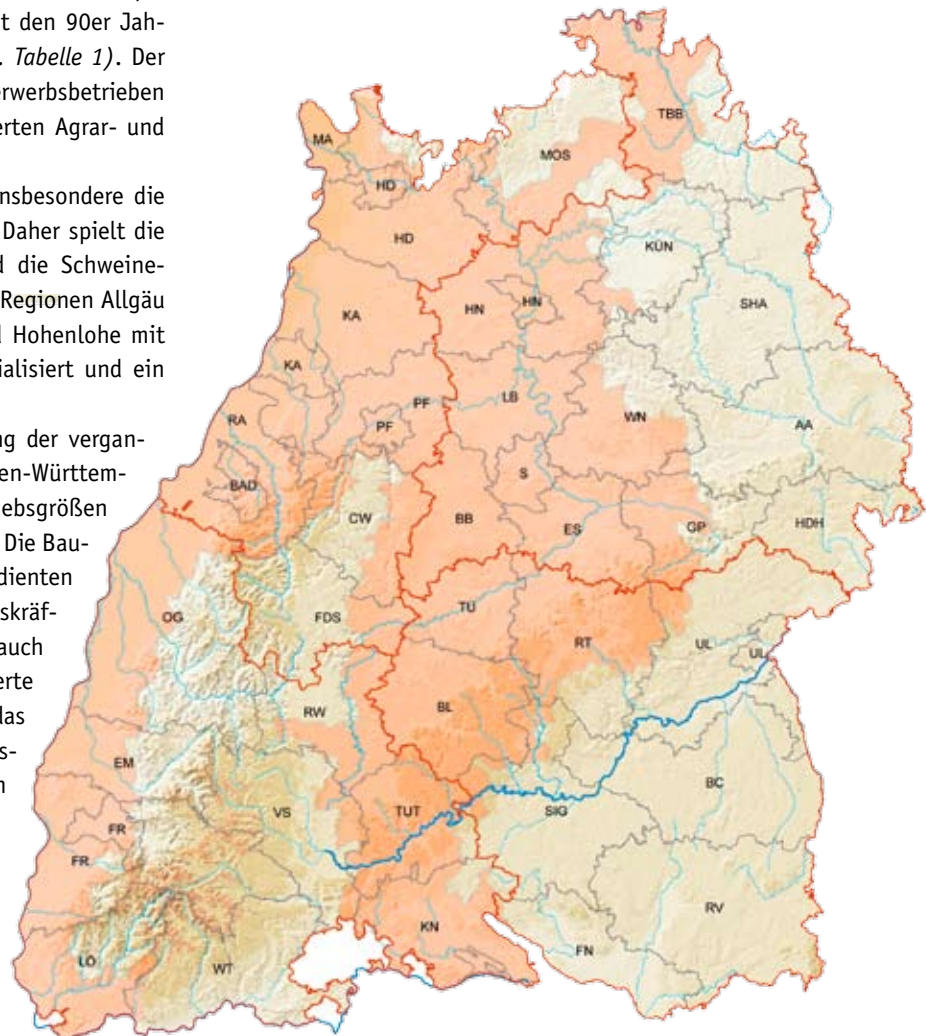 t den 90er Jah-
. Tabelle 1). Der
erwerbsbetrieben
erten Agrar- und
nsbesondere die
Daher spielt die
d die Schweine-
Regionen Allgäu
d Hohenlohe mit
ialisiert und ein
ng der vergan-
en-Württem-
ebsgrößen
Die Bau-
dienten
skräf-
auch
erte
das
s-
TBB
MA
MOS
HD
HD
KÜN
SHA
HN
HN
KA
KA
LB
PF
PF
RA
WN
AA
S
BAD
CW
BB
ES
GP
HDH
TÜ
OG
FDS
RT
UL
UL
RW
BL
EM
BC
VS
TUT
SIG
FR
FR
RV
KN
FN
LÖ
WT